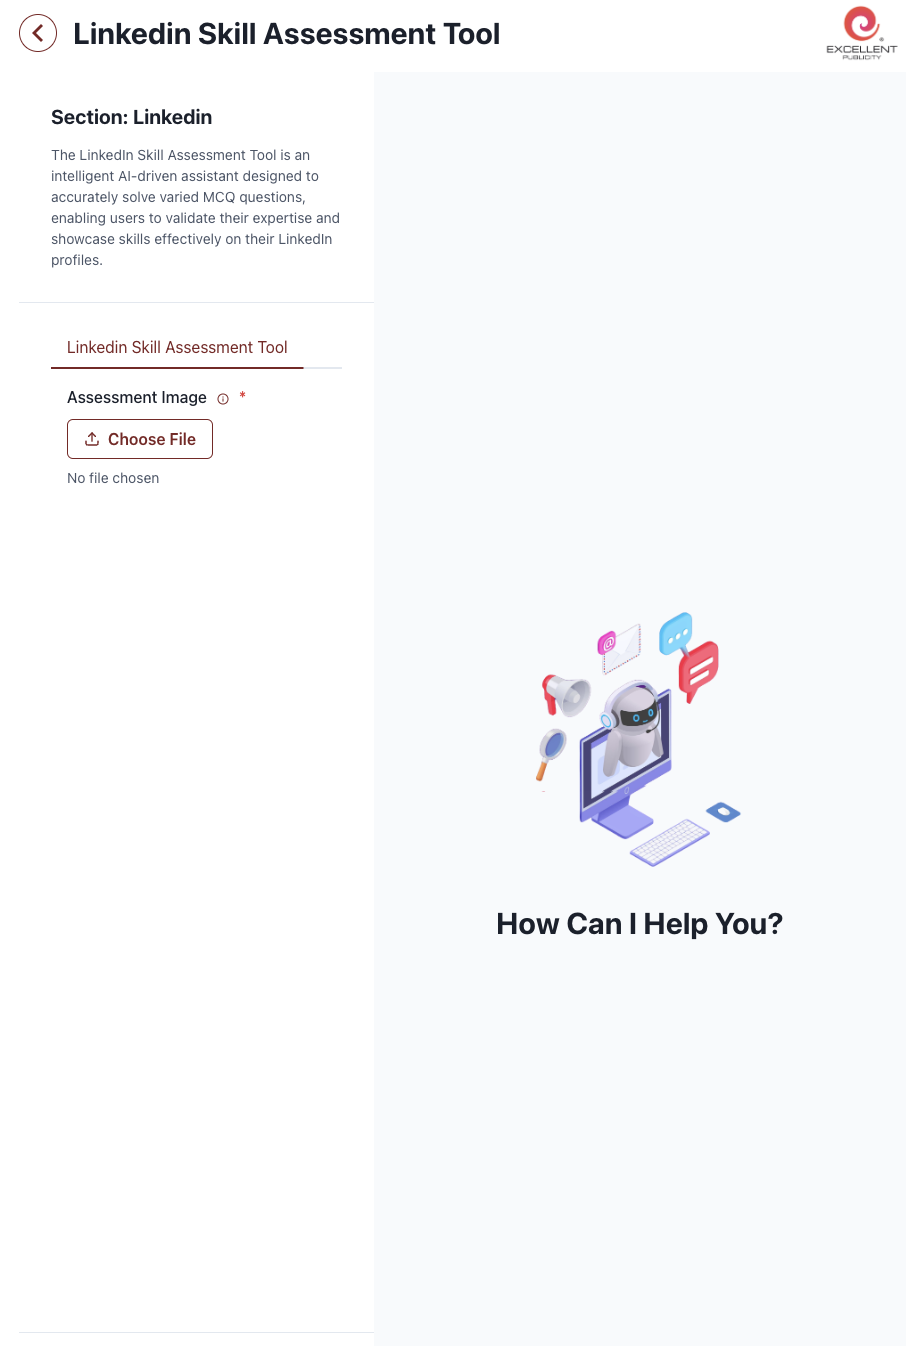 Linkedin Skill Assessment Tool
EXCELLENT
PUBLICITY
Section: Linkedin
The LinkedIn Skill Assessment Tool is an
intelligent AI-driven assistant designed to
accurately solve varied MCQ questions,
enabling users to validate their expertise and
showcase skills effectively on their LinkedIn
profiles.
Linkedin Skill Assessment Tool
Assessment Image *
Choose File
No file chosen
How Can I Help You?